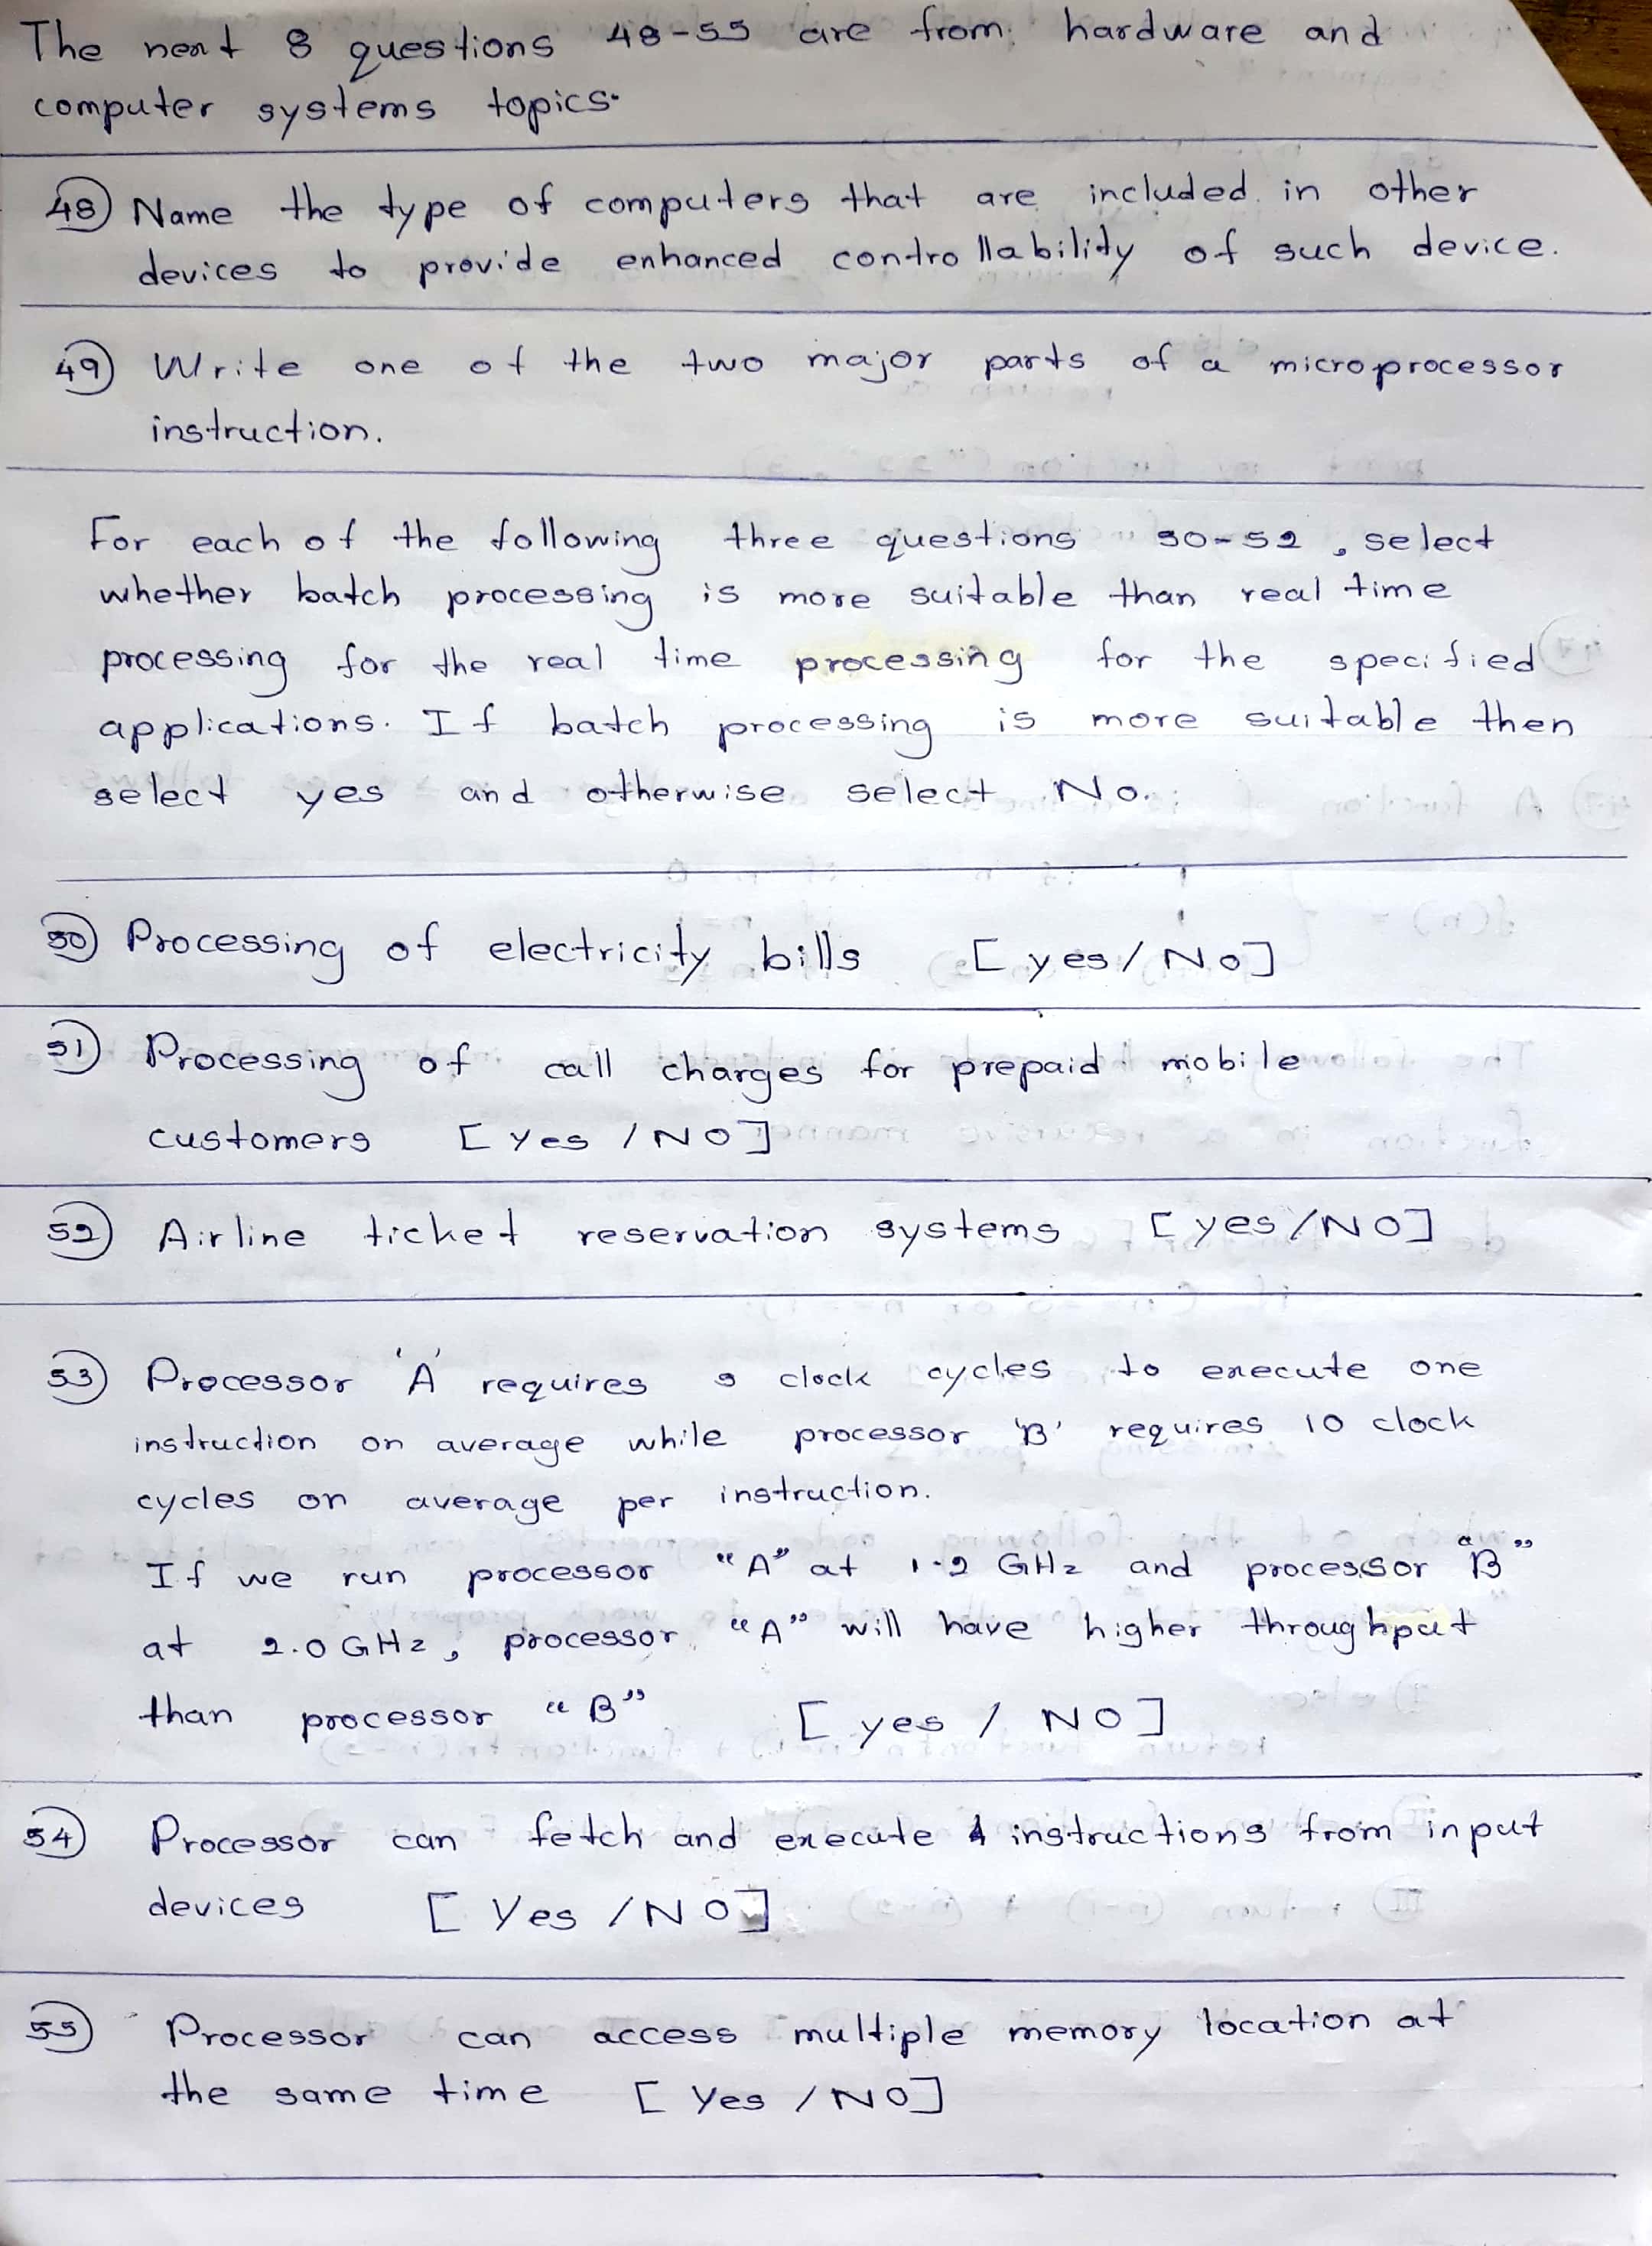 The next 8 questions 48-55 are from hardware and
computer systems topics.
48 Name the type of computers that are included in other
devices to provide enhanced controllability of such device.
49 Write one of the two major parts of a microprocessor
instruction.
For each of the following three questions 50-52, select
whether batch processing is more suitable than real time
processing for the real time processing for the specified
applications. If batch processing is more suitable then
select yes and otherwise select No.
50 Processing of electricity bills [yes/No]
51 Processing of call charges for prepaid mobile
customers [Yes/NO]
52 Airline ticket reservation systems [yes/NO]
53 Processor 'A' requires 5 clock cycles to execute one
instruction on average while processor 'B' requires 10 clock
cycles on average per instruction.
If we run processor "A" at 1.2 GHz and processor "B"
at 2.0 GHz, processor "A" will have higher throughput
than processor "B" [yes / NO]
54 Processor can fetch and execute instructions from input
devices [Yes/NO]
55 Processor can access multiple memory location at
the same time [Yes/NO]